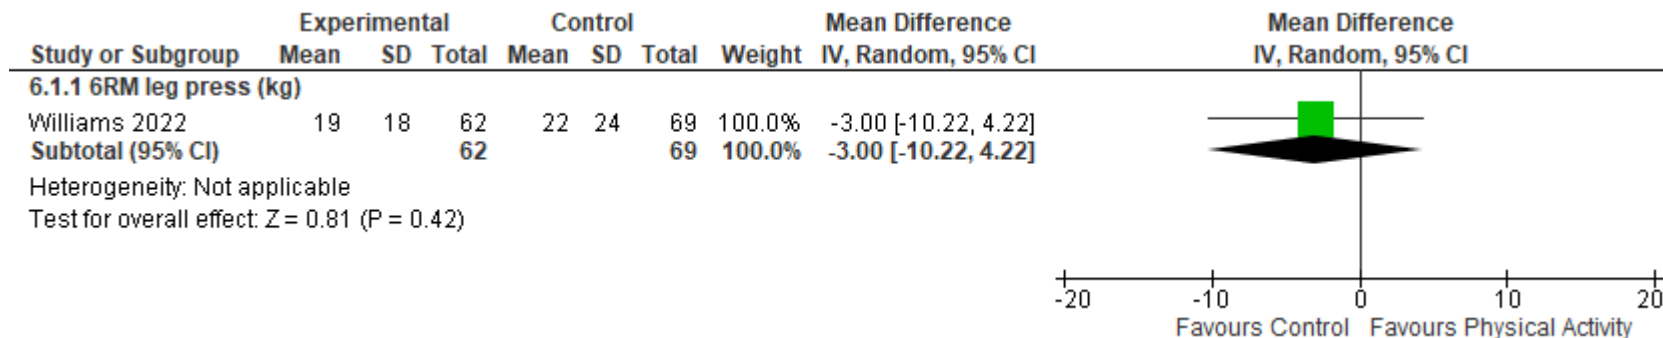 Experimental Control Mean Difference Mean Difference
Study or Subgroup Mean SD Total Mean SD Total Weight IV, Random, 95% CI IV, Random, 95% CI
6.1.1 6RM leg press (kg)
Williams 2022 19 18 62 22 24 69 100.0% -3.00 [-10.22, 4.22]
Subtotal (95% CI) 62 69 100.0% -3.00 [-10.22, 4.22]
Heterogeneity: Not applicable
Test for overall effect: Z = 0.81 (P = 0.42)
-20 -10 0 10 20
Favours Control Favours Physical Activity